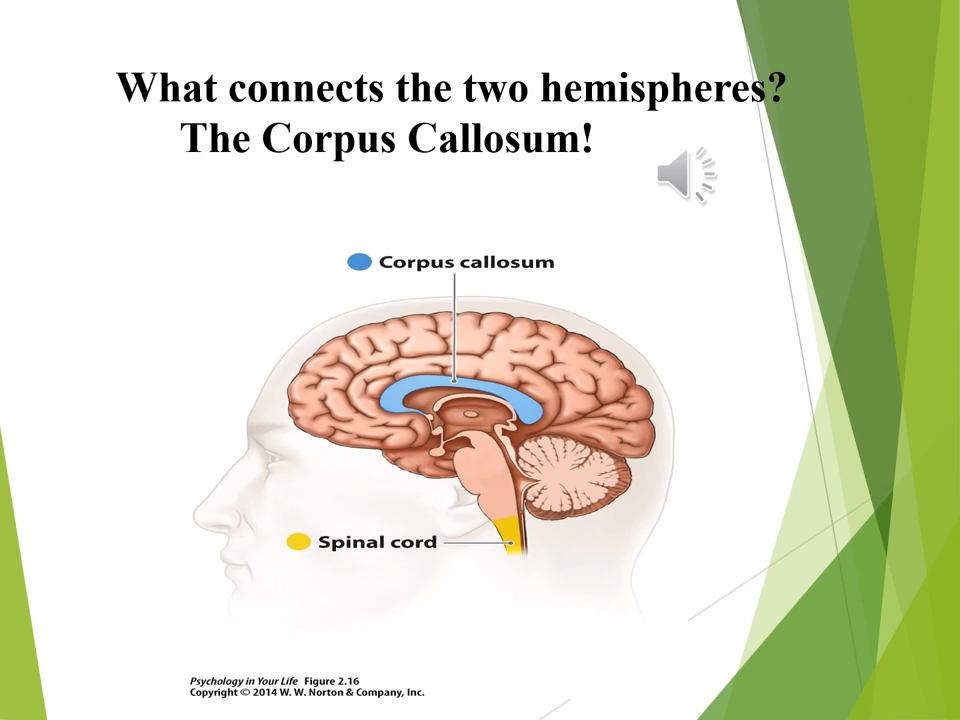 What connects the two hemispheres?
The Corpus Callosum!
Corpus callosum
Spinal cord
Psychology in Your Life Figure 2.16
Copyright © 2014 W. W. Norton & Company, Inc.